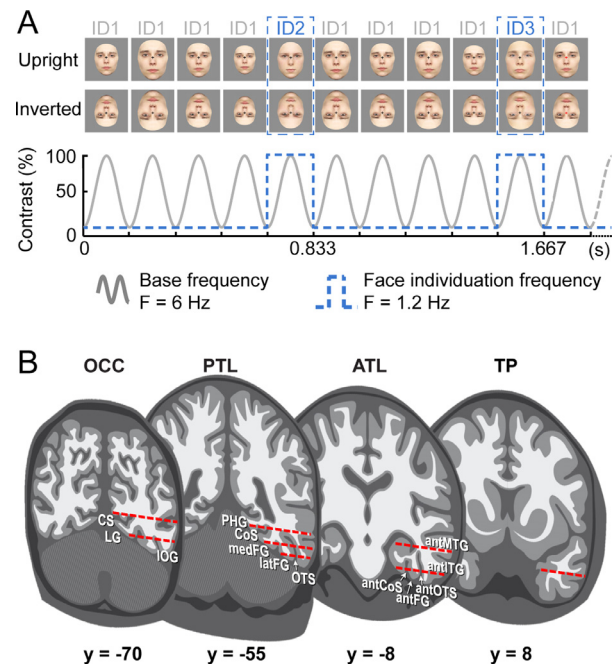 A
ID1 ID1 ID1 ID1 ID2 ID1 ID1 ID1 ID1 ID3 ID1
Upright
Inverted
Contrast (%)
100
50
0
0 0.833 1.667 (s)
Base frequency
F = 6 Hz
Face individuation frequency
F = 1.2 Hz
B
OCC PTL ATL TP
CS
LG
IOG
PHG
CoS
medFG
latFG
OTS
antMTG
antITG
antCoS
antOTS
antFG
y = -70 y = -55 y = -8 y = 8